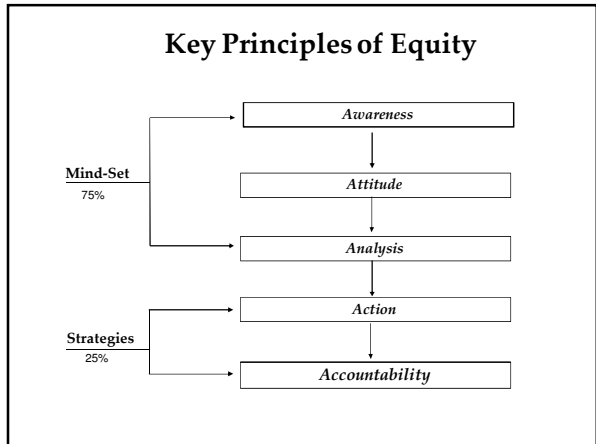 Key Principles of Equity
Awareness
Mind-Set
75%
Attitude
Analysis
Action
Strategies
25%
Accountability